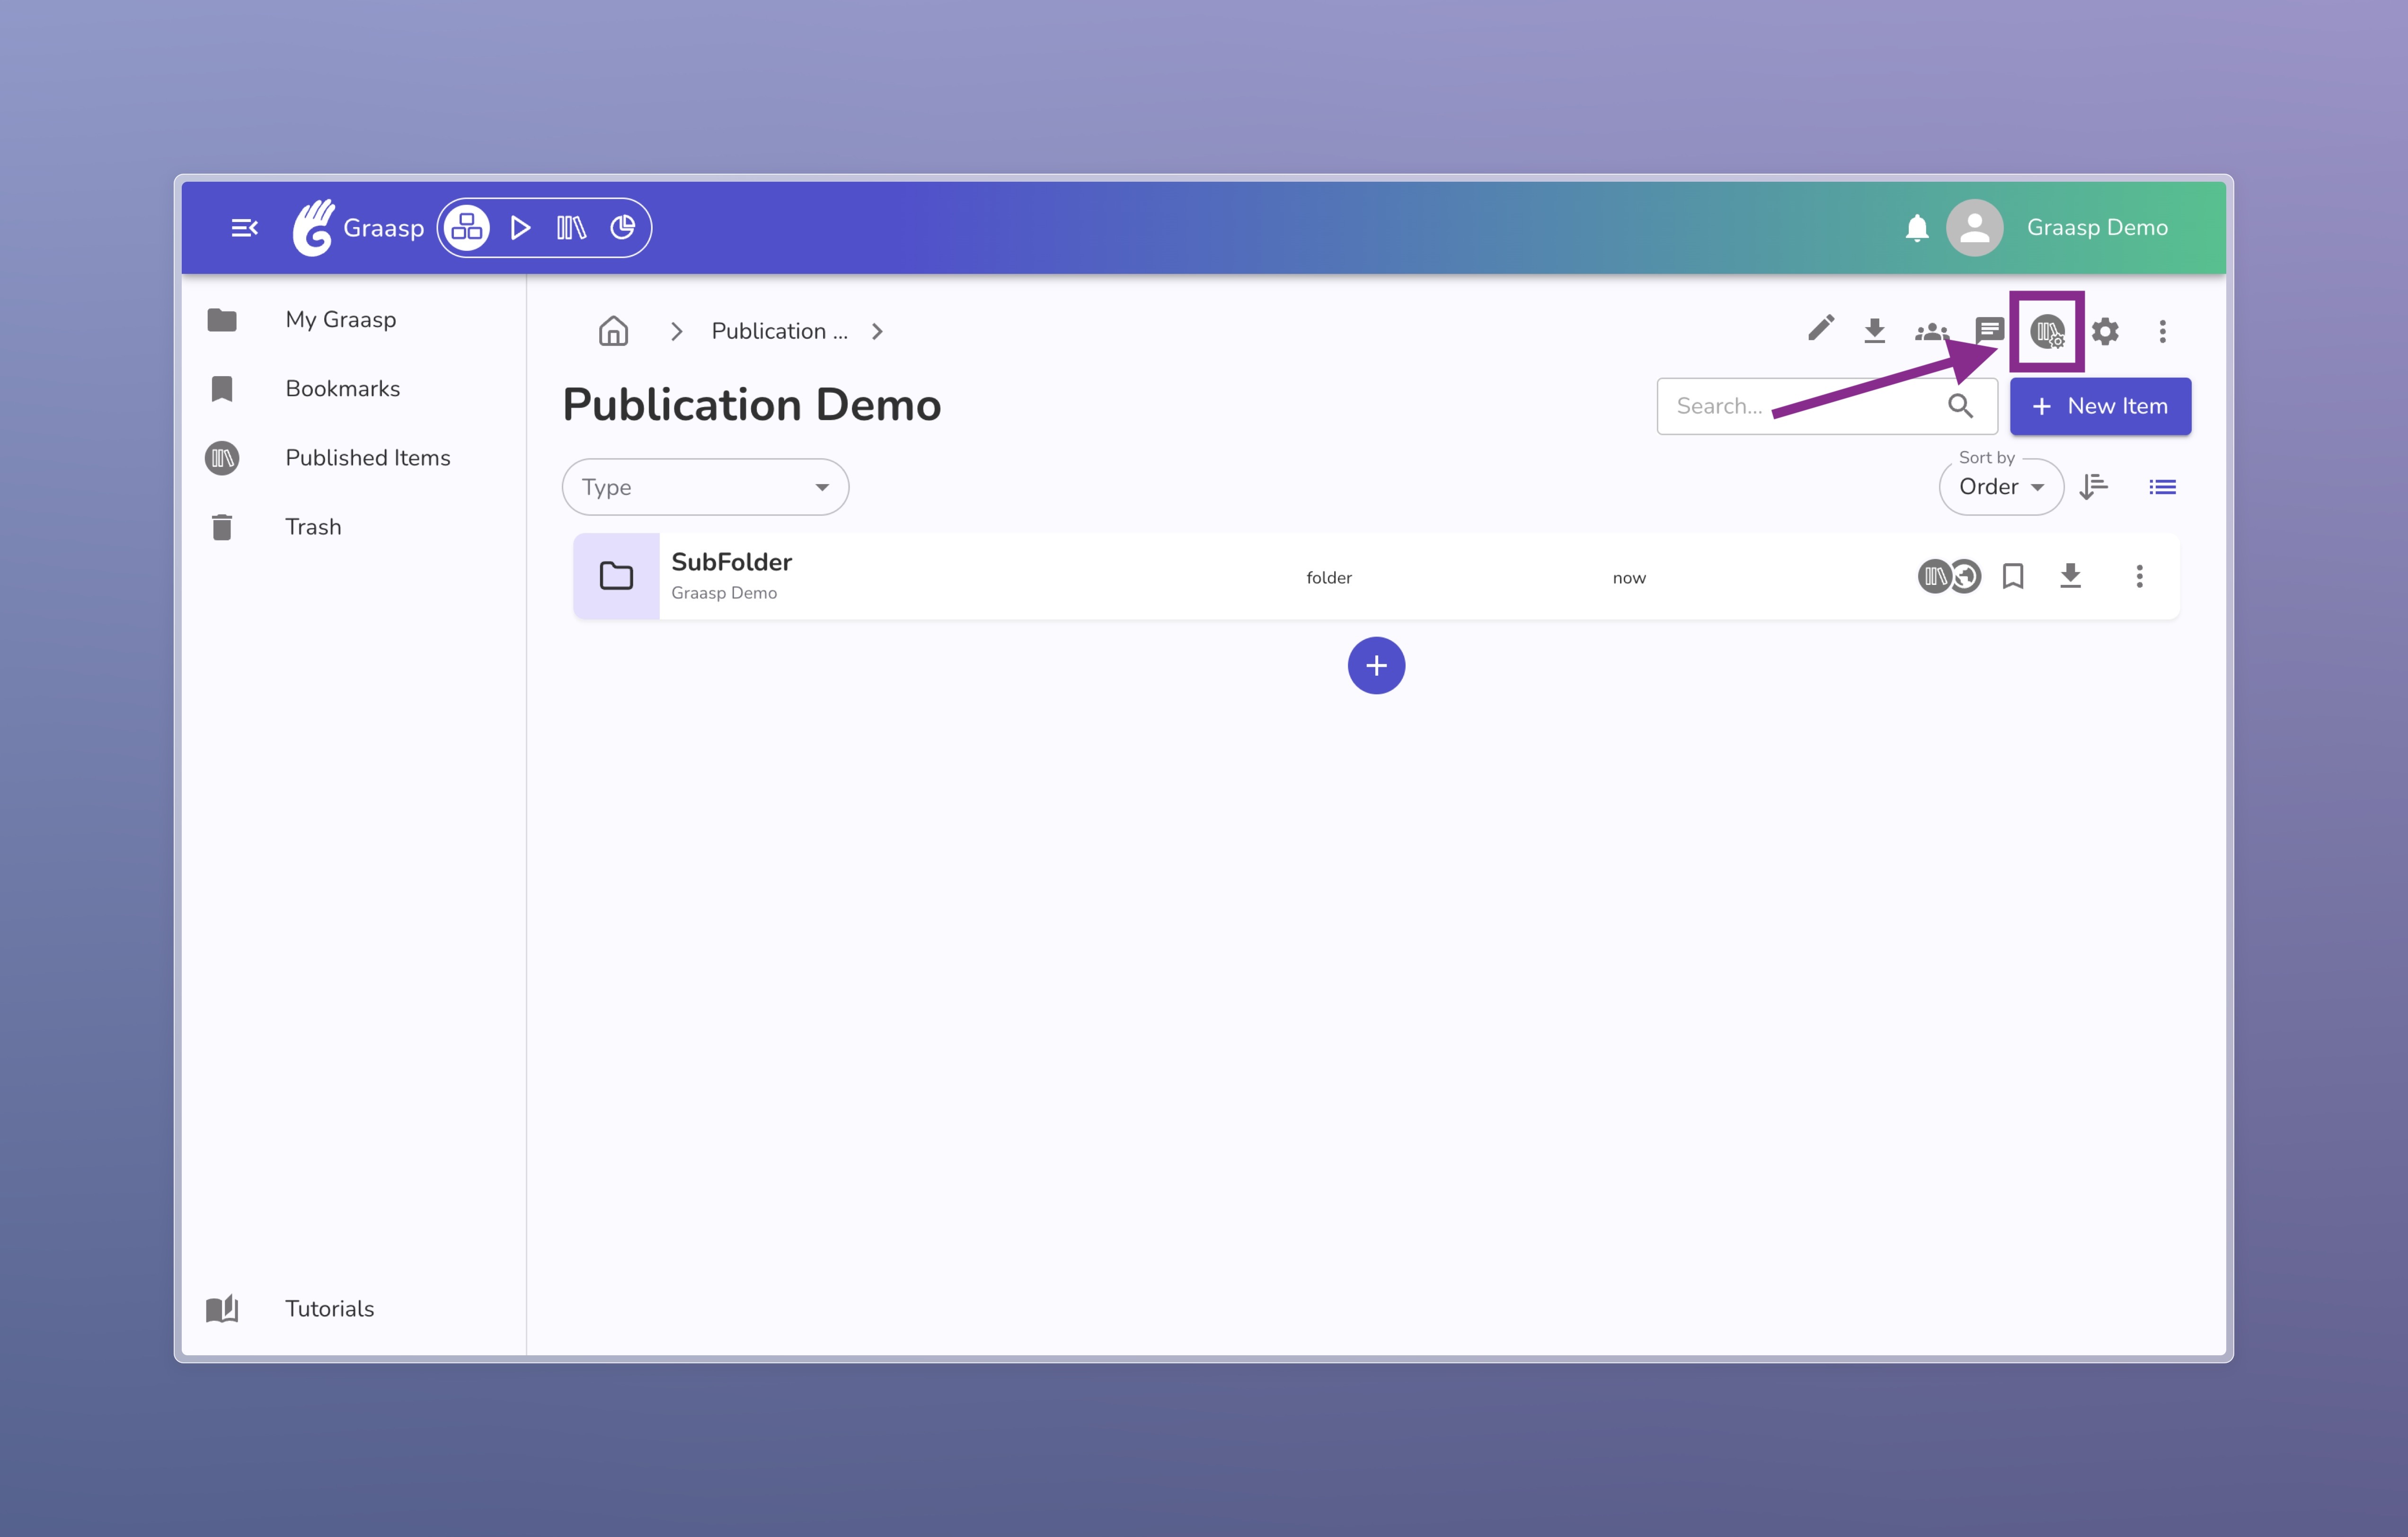 Graasp
Graasp Demo
My Graasp
Bookmarks
Published Items
Trash
Tutorials
Publication ...
Publication Demo
Search...
New Item
Type
Sort by
Order
SubFolder
Graasp Demo
folder
now